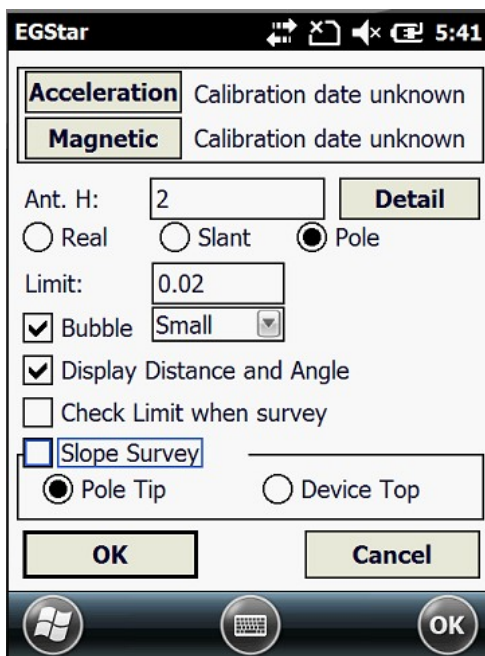 EGStar 5:41
Acceleration Calibration date unknown
Magnetic Calibration date unknown
Ant. H: 2 Detail
Real Slant Pole
Limit: 0.02
Bubble Small
Display Distance and Angle
Check Limit when survey
Slope Survey
Pole Tip Device Top
OK Cancel
OK